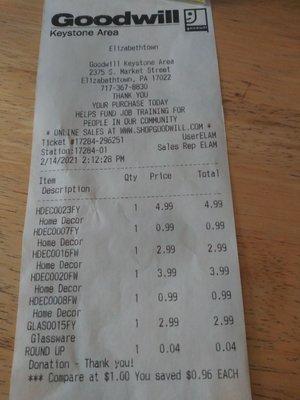 Goodwill
goodwill
Keystone Area
Elizabethtown
Goodwill Keystone Area
2375 S. Market Street
Elizabethtown, PA 17022
717-367-8830
THANK YOU
YOUR PURCHASE TODAY
HELPS FUND JOB TRAINING FOR
PEOPLE IN OUR COMMUNITY
* ONLINE SALES AT WWW.SHOPGOODWILL.COM *
Ticket #17284-296251 UserELAM
Station:17284-01 Sales Rep ELAM
2/14/2021 2:12:28 PM
Item Qty Price Total
Description
HDEC0023FY 1 4.99 4.99
Home Decor
HDEC0007FY 1 0.99 0.99
Home Decor
HDEC0016FW 1 2.99 2.99
Home Decor
HDEC0020FW 1 3.99 3.99
Home Decor
HDEC0008FW 1 0.99 0.99
Home Decor
GLAS0015FY 1 2.99 2.99
Glassware
ROUND UP 1 0.04 0.04
Donation - Thank you!
*** Compare at $1.00 You saved $0.96 EACH